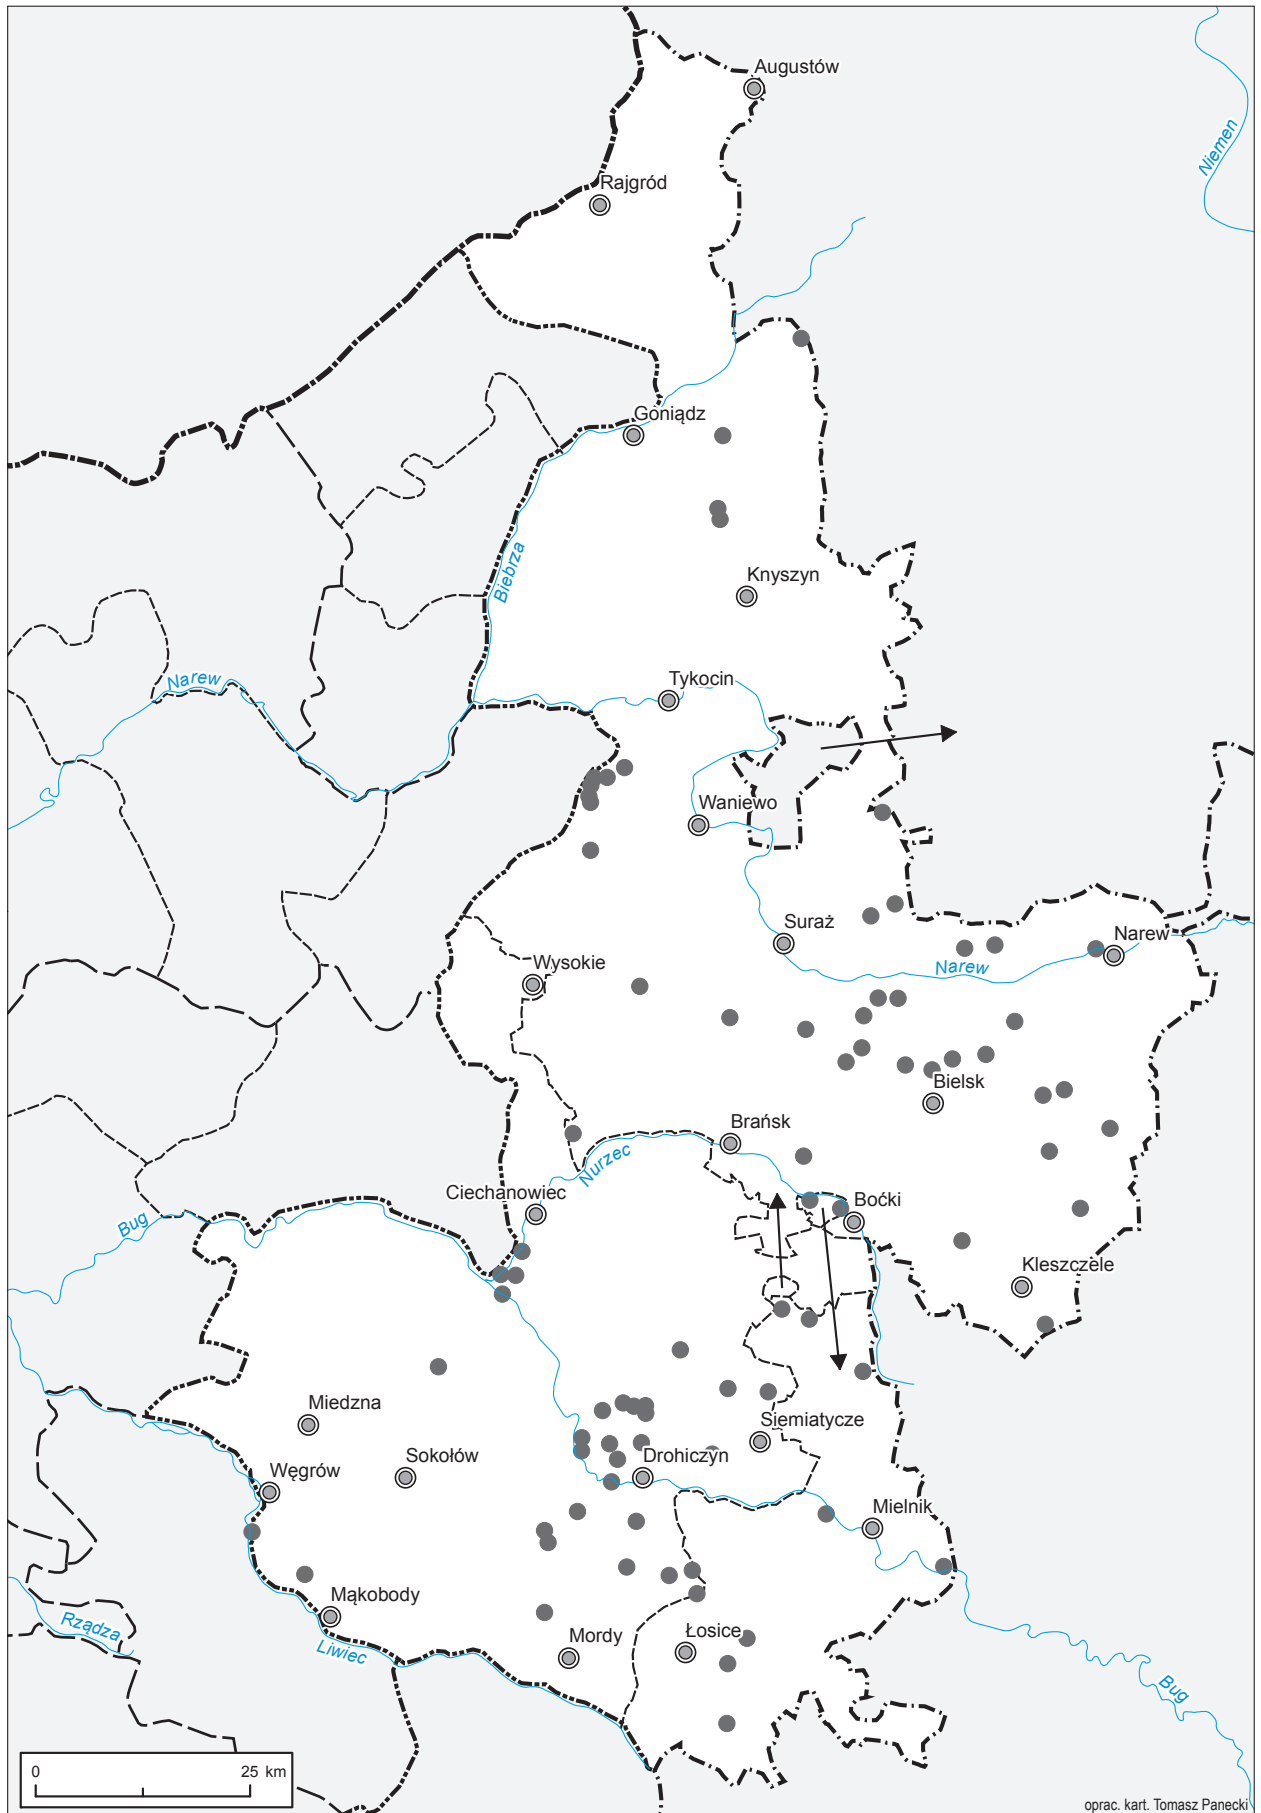 Augustów
Niemen
Rajgród
Goniądz
Biebrza
Knyszyn
Narew
Tykocin
Waniewo
Suraż
Narew
Narew
Wysokie
Bielsk
Brańsk
Nurzec
Ciechanowiec
Boćki
Bug
Kleszczele
Miedzna
Siemiatycze
Sokołów
Drohiczyn
Węgrów
Mielnik
Mąkobody
Rządza
Liwiec
Mordy
Łosice
Bug
0 25 km
oprac. kart. Tomasz Panecki